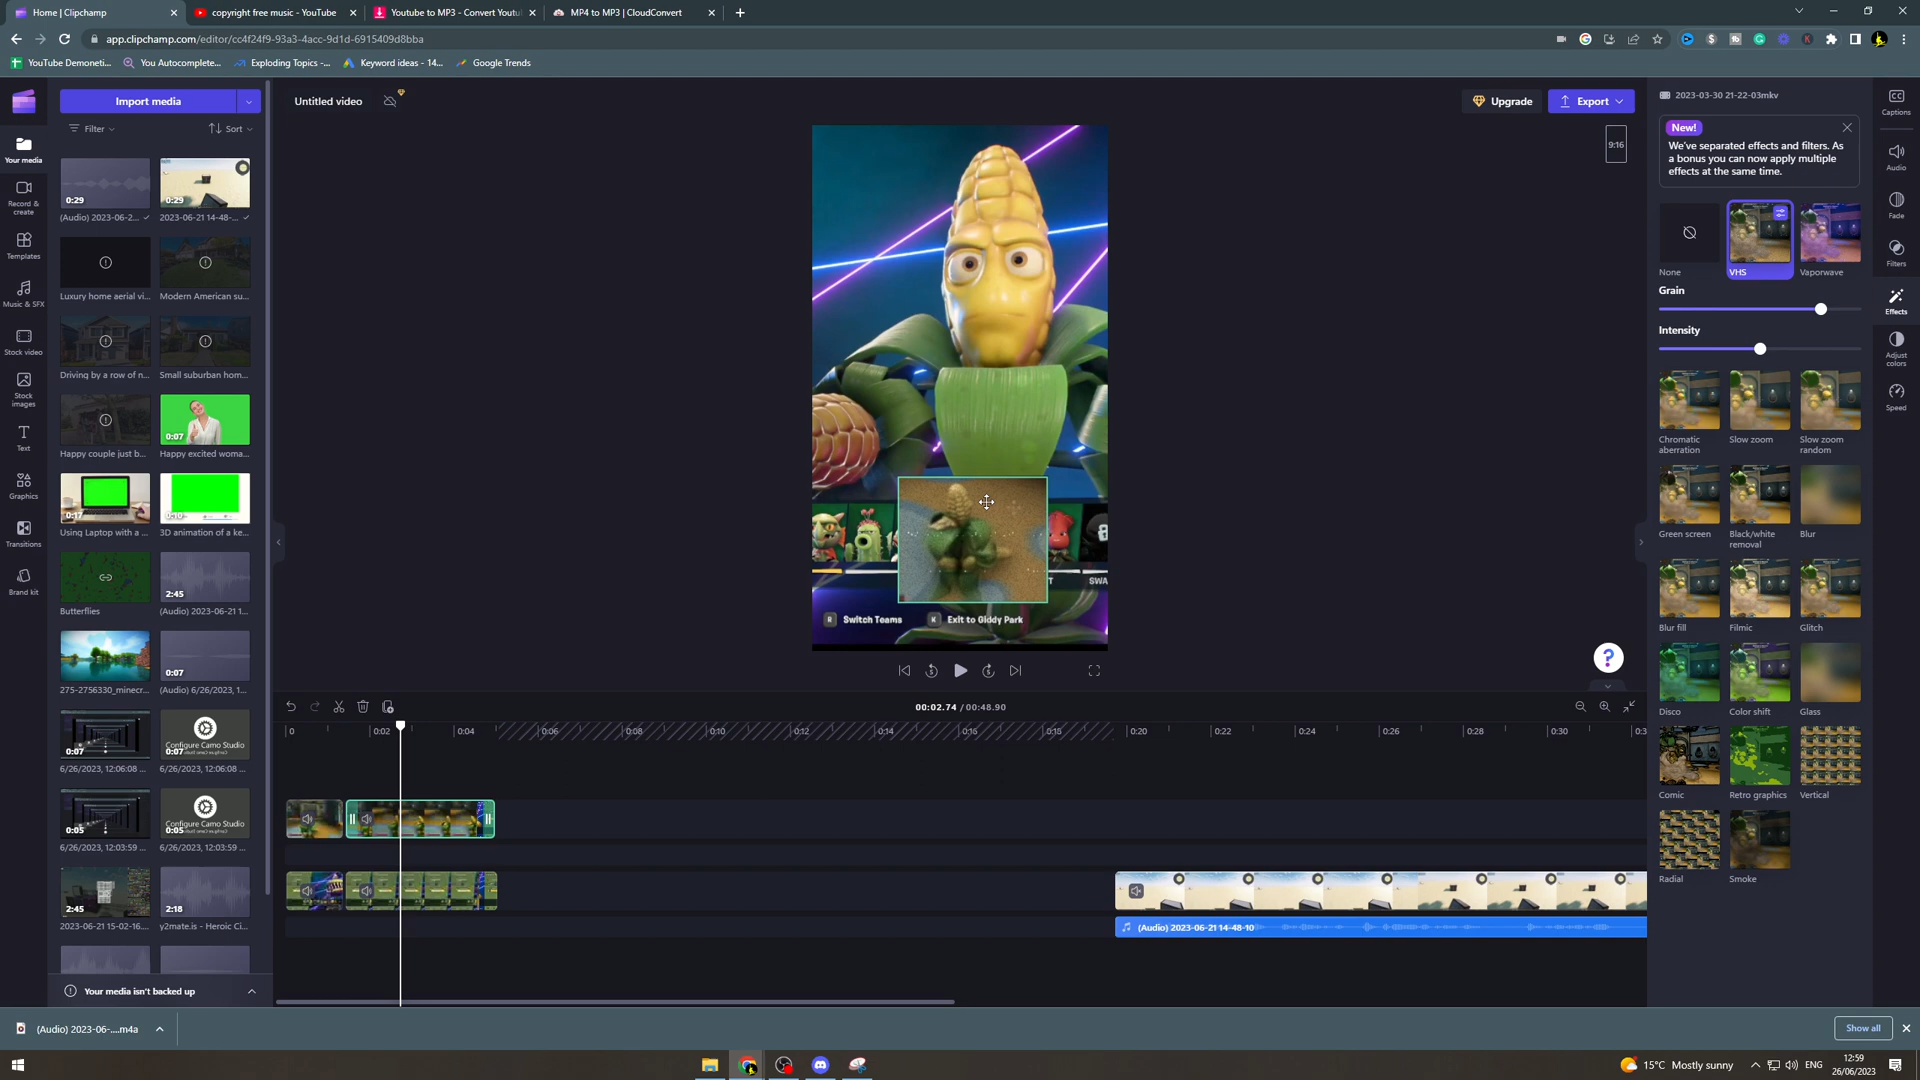 Home | Clipchamp
copyright free music - YouTube
Youtube to MP3 - Convert Youtu
MP4 to MP3 | CloudConvert
app.clipchamp.com/editor/cc4f24f9-93a3-4acc-9d1d-6915409d8bba
YouTube Demoneti...
You Autocomplete...
Exploding Topics -...
Keyword ideas - 14...
Google Trends
Import media
Untitled video
Upgrade
Export
2023-03-30 21-22-03mkv
Captions
Filter
Sort
9:16
New!
We've separated effects and filters. As
a bonus you can now apply multiple
effects at the same time.
Your media
Record &
create
Templates
Music & SFX
Stock video
Stock
images
Text
Graphics
Transitions
Brand kit
0:29
0:29
(Audio) 2023-06-2...
2023-06-21 14-48-...
Luxury home aerial vi...
Modern American su...
Driving by a row of n...
Small suburban hom...
0:07
Happy couple just b...
Happy excited woma...
0:17
0:10
Using Laptop with a ...
3D animation of a ke...
2:45
Butterflies
(Audio) 2023-06-21 1...
0:07
275-2756330_minecr...
(Audio) 6/26/2023, 1...
Configure Camo Studio
0:07
0:07
6/26/2023, 12:06:08 ...
6/26/2023, 12:06:08 ...
Configure Camo Studio
0:05
0:05
6/26/2023, 12:03:59 ...
6/26/2023, 12:03:59 ...
2:45
2:18
2023-06-21 15-02-16...
y2mate.is - Heroic Ci...
Your media isn't backed up
SWA
R Switch Teams
K Exit to Giddy Park
None
VHS
Vaporwave
Grain
Intensity
Chromatic
aberration
Slow zoom
Slow zoom
random
Green screen
Black/white
removal
Blur
Blur fill
Filmic
Glitch
Disco
Color shift
Glass
Comic
Retro graphics
Vertical
Radial
Smoke
Audio
Fade
Filters
Effects
Adjust
colors
Speed
?
00:02.74 / 00:48.90
0
0:02
0:04
0:06
0:08
0:10
0:12
0:14
0:16
0:18
0:20
0:22
0:24
0:26
0:28
0:30
0:3
(Audio) 2023-06-21 14-48-10
(Audio) 2023-06-....m4a
Show all
15°C Mostly sunny
ENG
12:59
26/06/2023